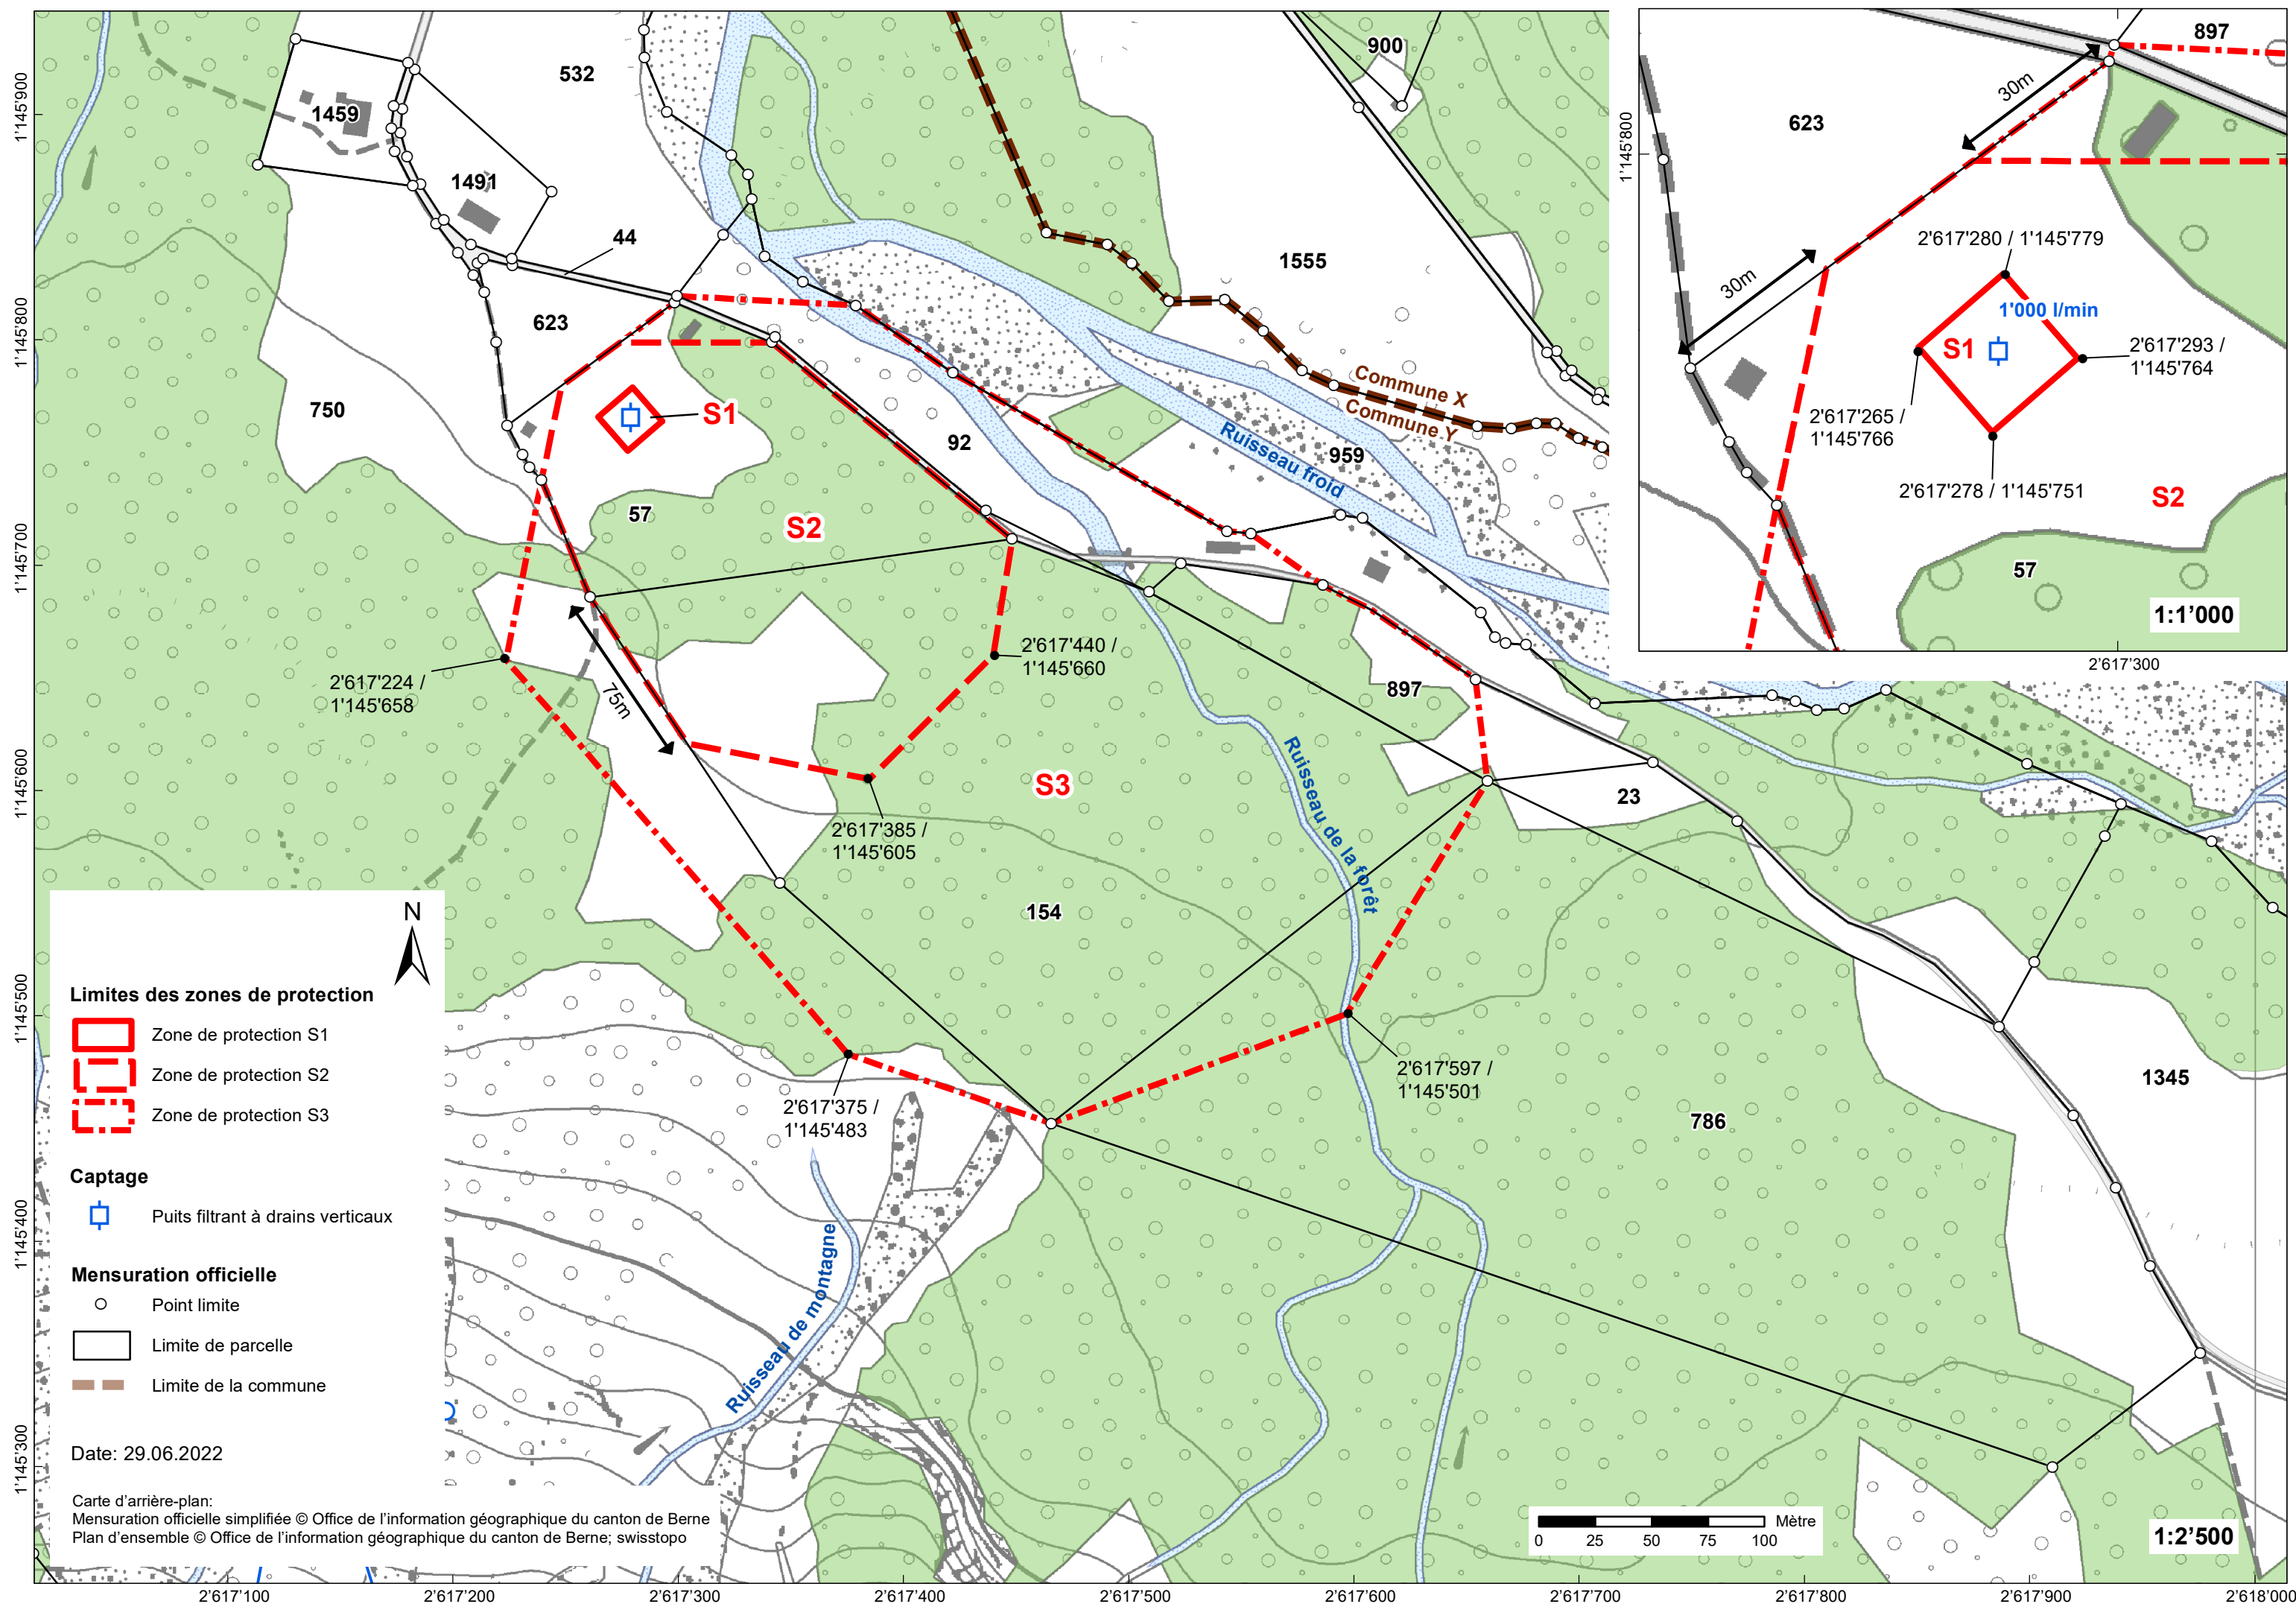 1459
532
900
1491
44
1555
623
750
S1
92
Commune X
Commune Y
Ruisseau froid
959
57
S2
2'617'440 /
1'145'660
2'617'224 /
1'145'658
75m
897
Ruisseau de la forêt
S3
23
2'617'385 /
1'145'605
154
2'617'597 /
1'145'501
2'617'375 /
1'145'483
786
1345
Ruisseau de montagne
897
30m
623
1'145'800
2'617'280 / 1'145'779
30m
1'000 l/min
S1
2'617'293 /
1'145'764
2'617'265 /
1'145'766
2'617'278 / 1'145'751
S2
57
1:1’000
2'617'300
N
Limites des zones de protection
Zone de protection S1
Zone de protection S2
Zone de protection S3
Captage
Puits filtrant à drains verticaux
Mensuration officielle
Point limite
Limite de parcelle
Limite de la commune
Date: 29.06.2022
Carte d’arrière-plan:
Mensuration officielle simplifiée © Office de l’information géographique du canton de Berne
Plan d’ensemble © Office de l’information géographique du canton de Berne; swisstopo
Mètre
0 25 50 75 100
1:2’500
1'145'900
1'145'800
1'145'700
1'145'600
1'145'500
1'145'400
1'145'300
2'617'100 2'617'200 2'617'300 2'617'400 2'617'500 2'617'600 2'617'700 2'617'800 2'617'900 2'618'000